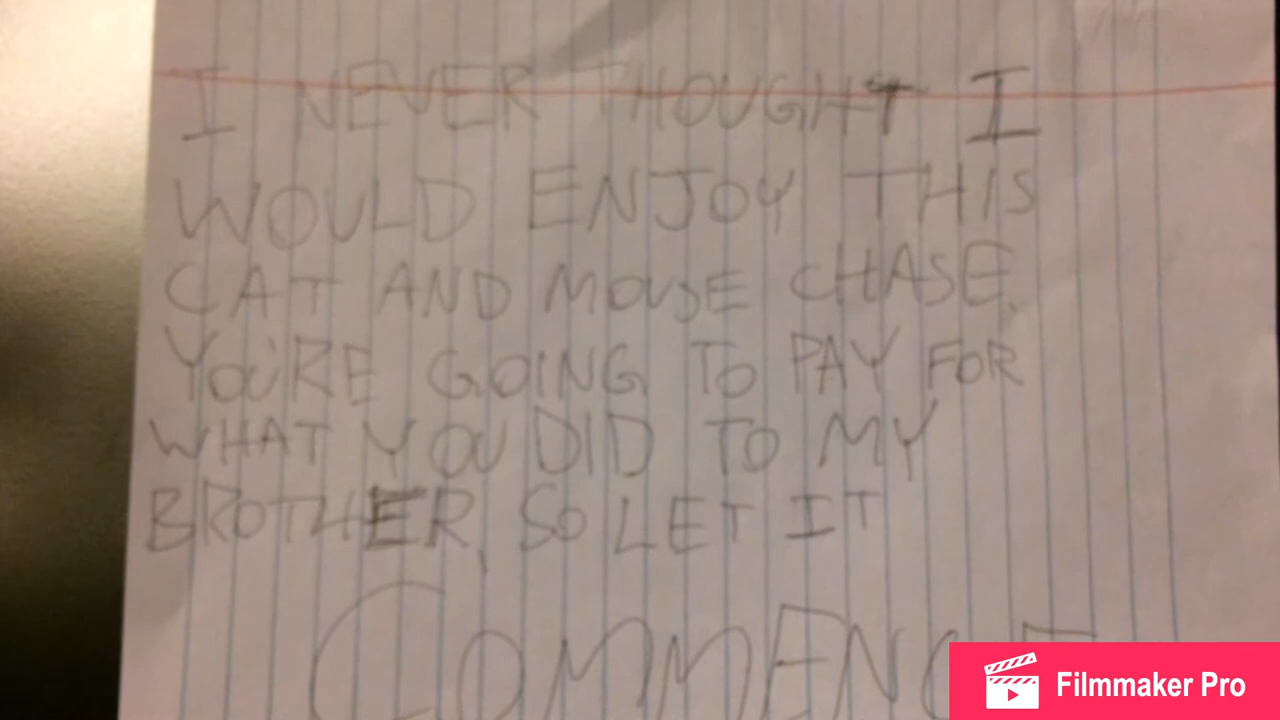 I NEVER THOUGHT I
WOULD ENJOY THIS
CAT AND MOUSE CHASE.
YOU'RE GOING TO PAY FOR
WHAT YOU DID TO MY
BROTHER, SO LET IT
COMMENCE
Filmmaker Pro